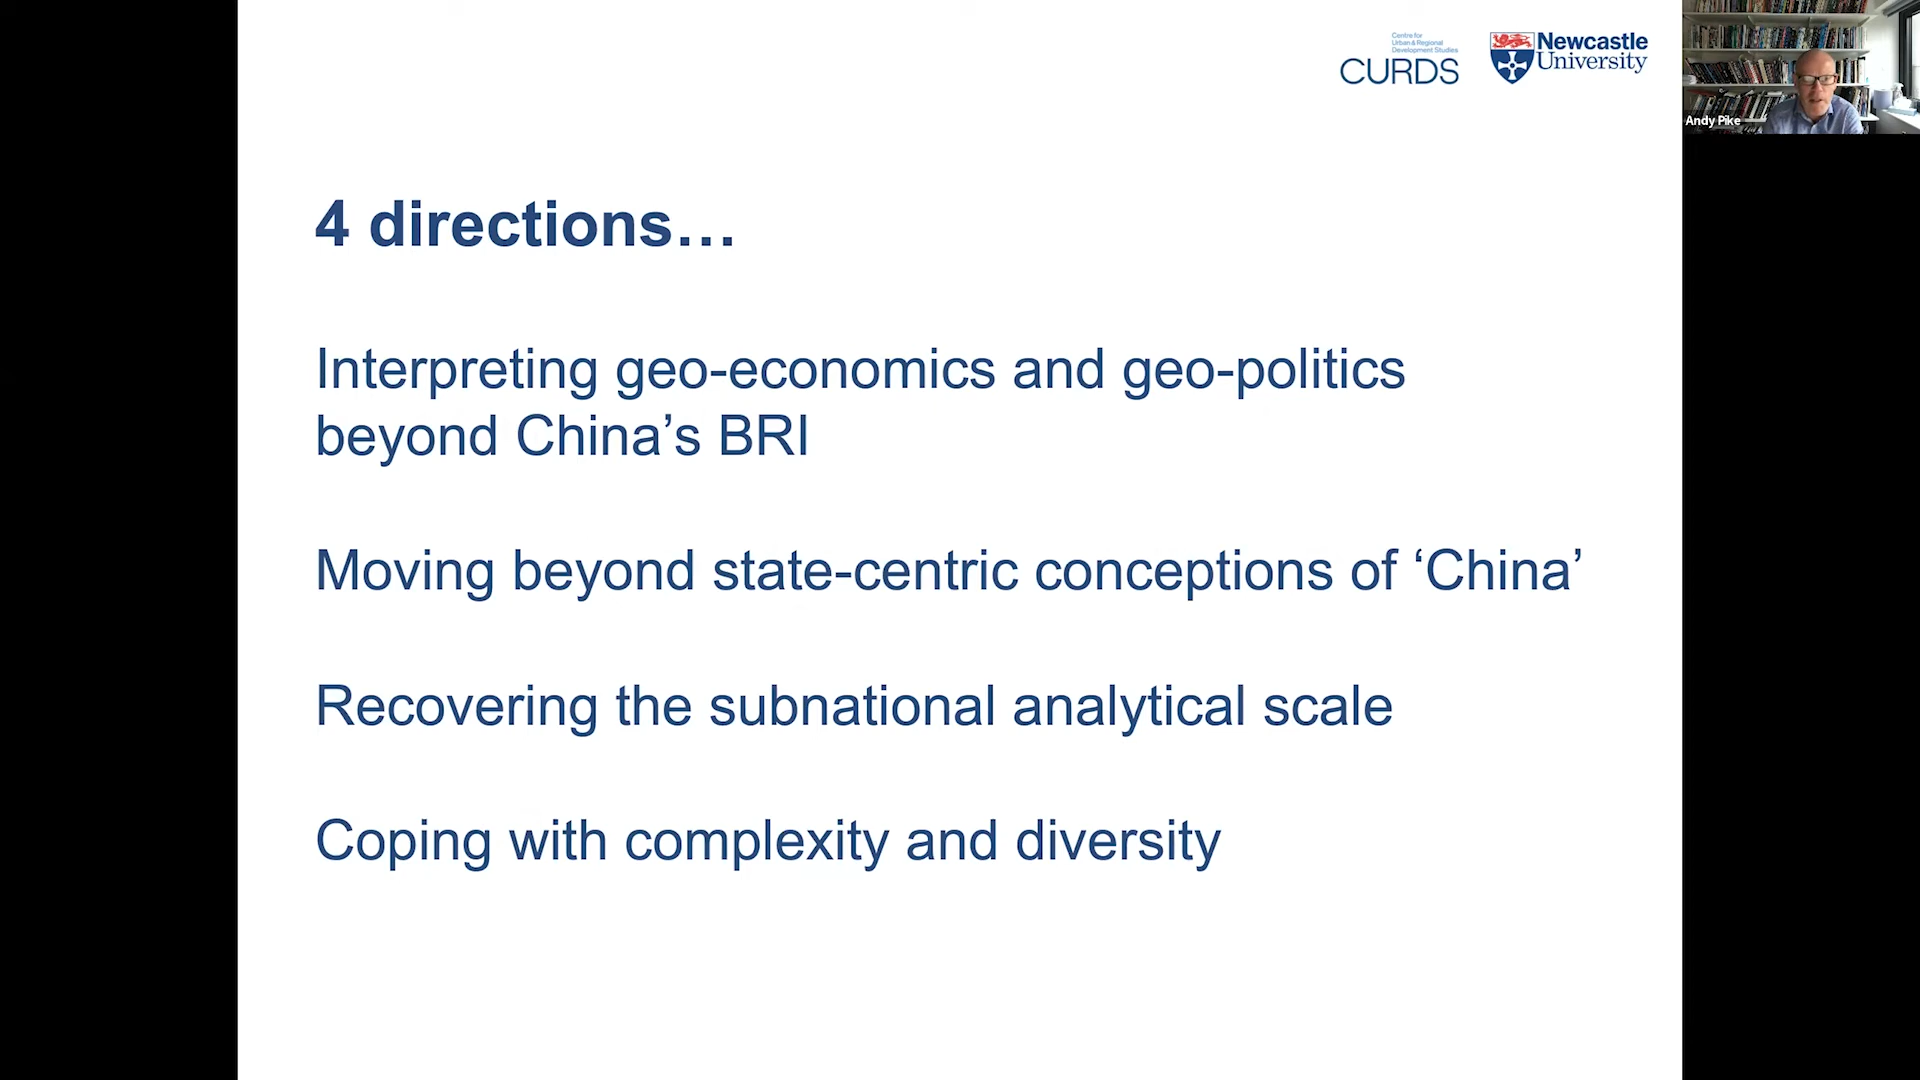 Centre for
Urban & Regional
Development Studies
CURDS
Newcastle
University
Andy Pike
4 directions…
Interpreting geo-economics and geo-politics
beyond China’s BRI
Moving beyond state-centric conceptions of ‘China’
Recovering the subnational analytical scale
Coping with complexity and diversity